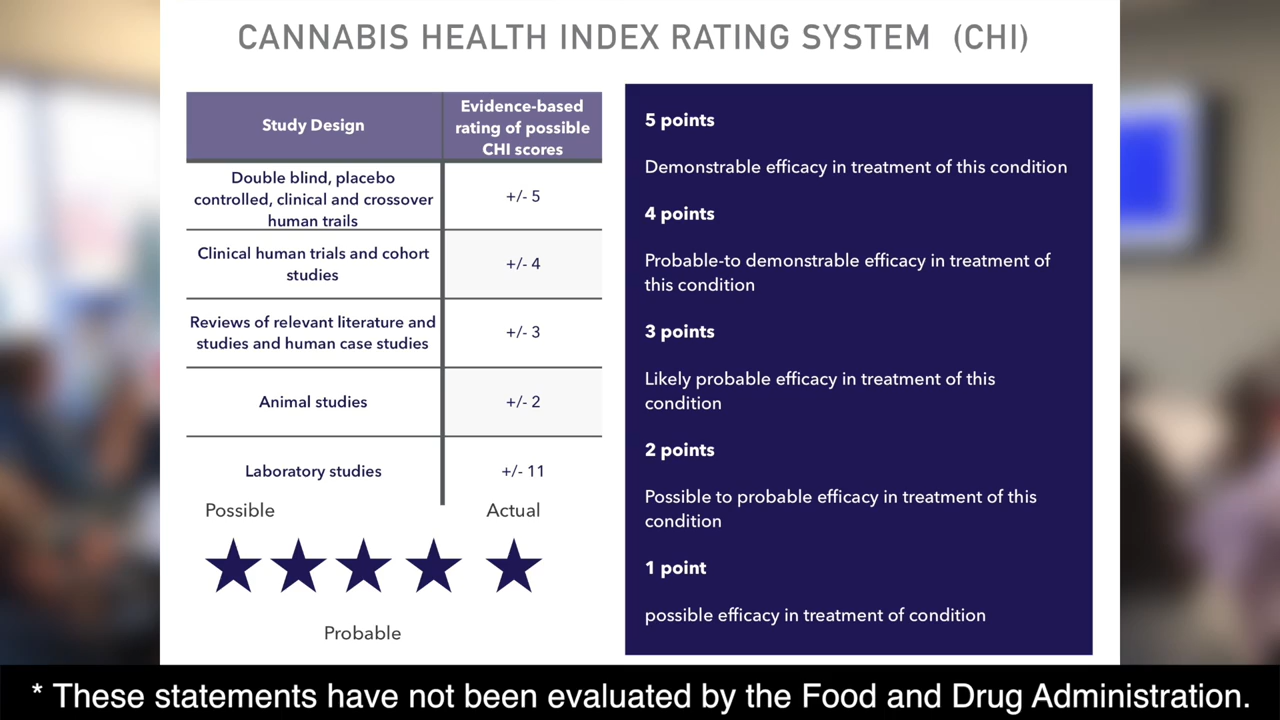 CANNABIS HEALTH INDEX RATING SYSTEM (CHI)
Study Design
Evidence-based
rating of possible
CHI scores
Double blind, placebo
controlled, clinical and crossover
human trails
+/- 5
Clinical human trials and cohort
studies
+/- 4
Reviews of relevant literature and
studies and human case studies
+/- 3
Animal studies
+/- 2
Laboratory studies
+/- 11
Possible
Actual
Probable
5 points
Demonstrable efficacy in treatment of this condition
4 points
Probable-to demonstrable efficacy in treatment of
this condition
3 points
Likely probable efficacy in treatment of this
condition
2 points
Possible to probable efficacy in treatment of this
condition
1 point
possible efficacy in treatment of condition
* These statements have not been evaluated by the Food and Drug Administration.